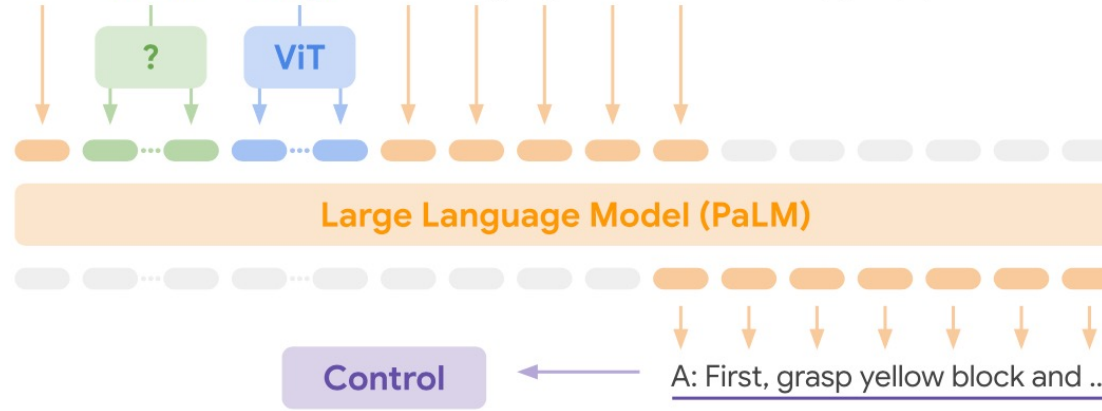 ? ViT
Large Language Model (PaLM)
Control A: First, grasp yellow block and ..